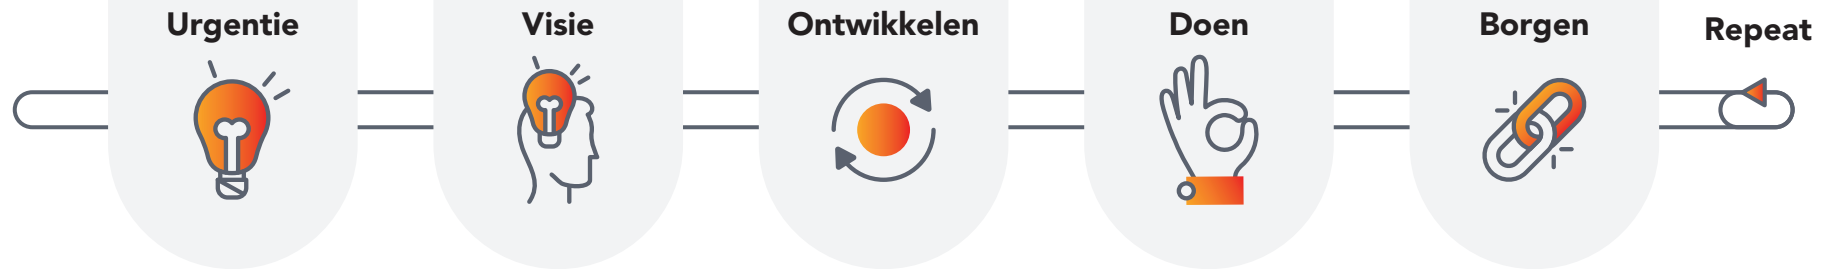 Urgentie
Visie
Ontwikkelen
Doen
Borgen
Repeat